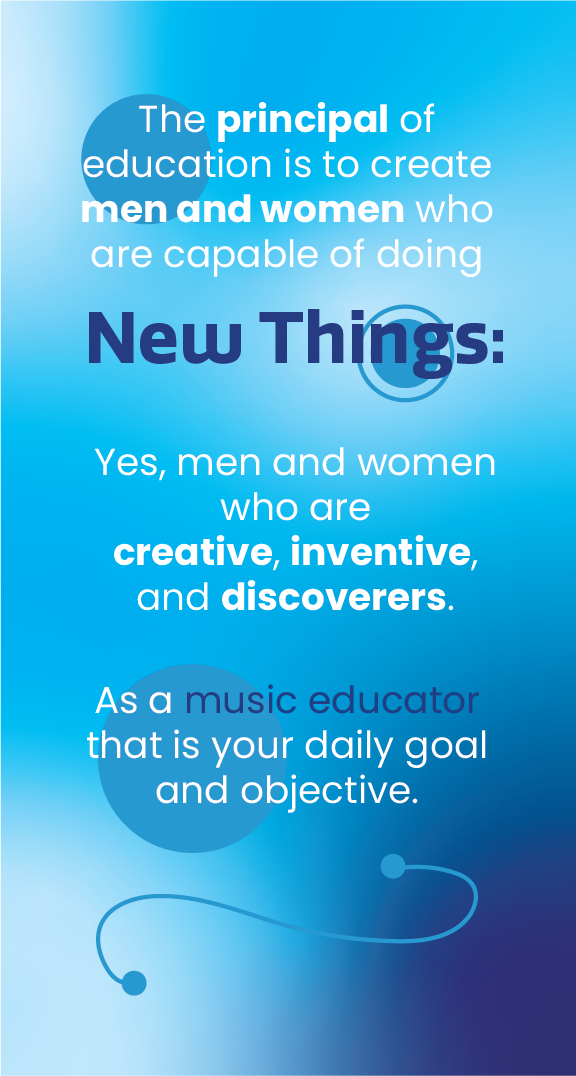 The principal of
education is to create
men and women who
are capable of doing
New Things:
Yes, men and women
who are
creative, inventive,
and discoverers.
As a music educator
that is your daily goal
and objective.